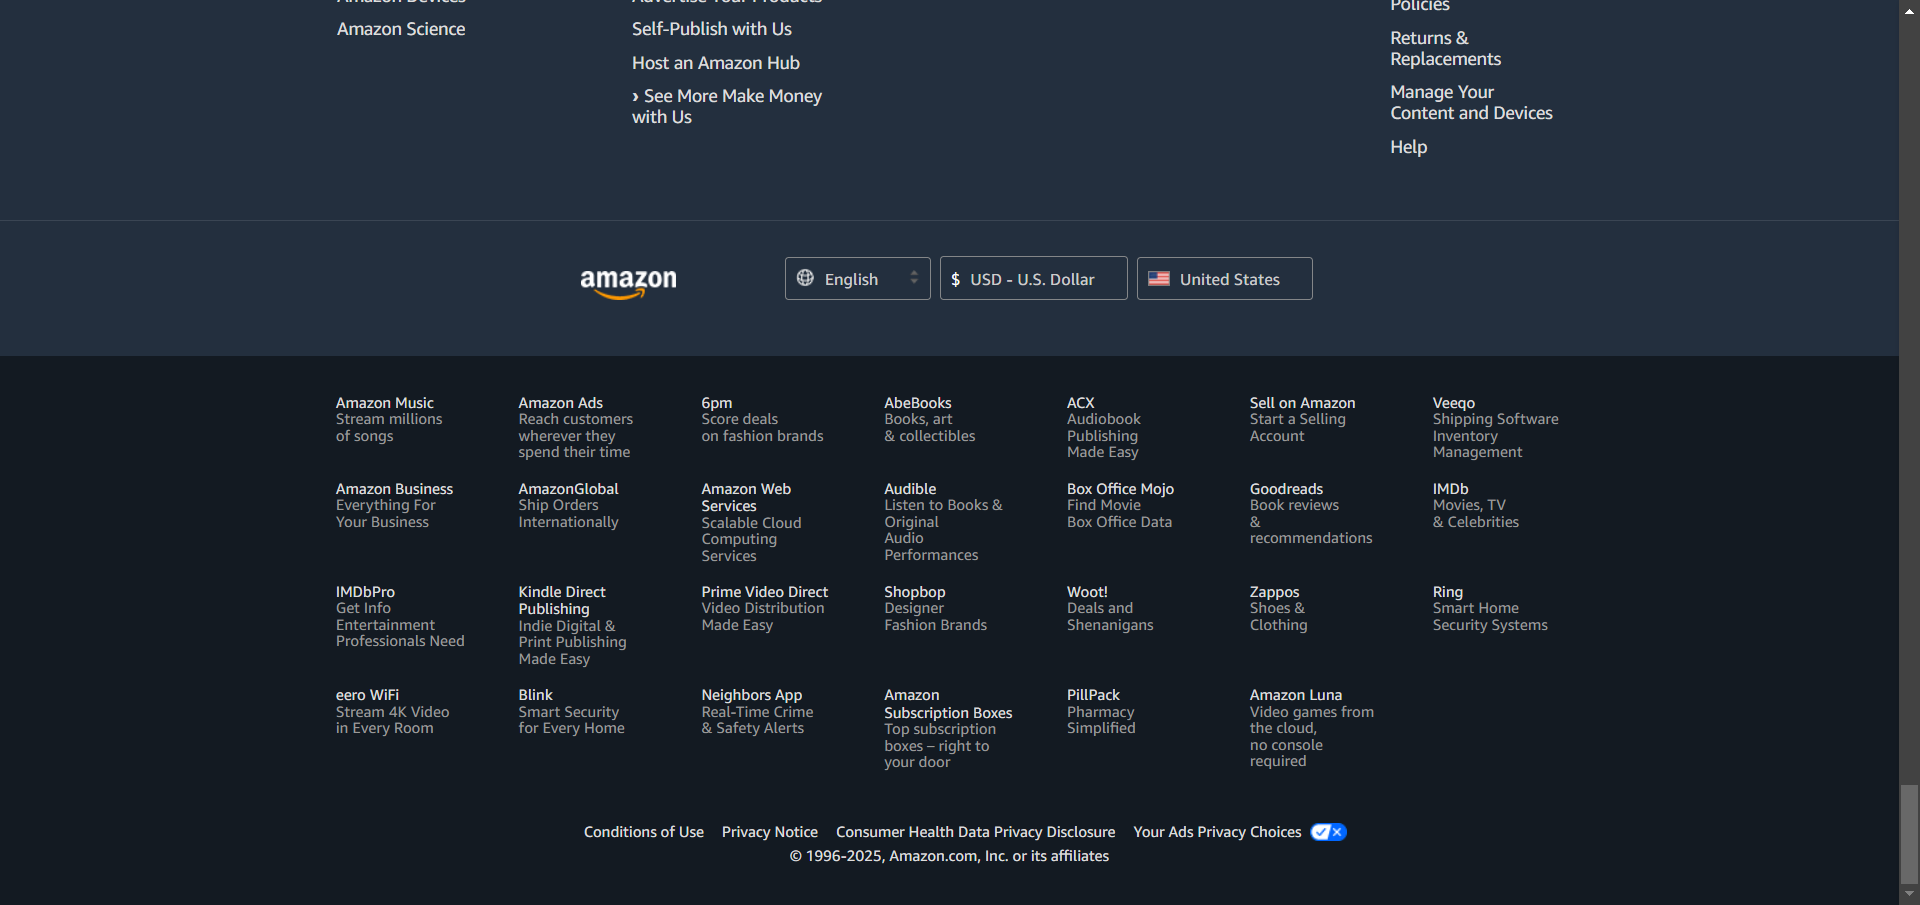 Amazon Devices
Amazon Science
Advertise Your Products
Self-Publish with Us
Host an Amazon Hub
› See More Make Money
with Us
Policies
Returns &
Replacements
Manage Your
Content and Devices
Help
amazon
English
$ USD - U.S. Dollar
United States
Amazon Music
Stream millions
of songs
Amazon Ads
Reach customers
wherever they
spend their time
6pm
Score deals
on fashion brands
AbeBooks
Books, art
& collectibles
ACX
Audiobook
Publishing
Made Easy
Sell on Amazon
Start a Selling
Account
Veeqo
Shipping Software
Inventory
Management
Amazon Business
Everything For
Your Business
AmazonGlobal
Ship Orders
Internationally
Amazon Web
Services
Scalable Cloud
Computing
Services
Audible
Listen to Books &
Original
Audio
Performances
Box Office Mojo
Find Movie
Box Office Data
Goodreads
Book reviews
&
recommendations
IMDb
Movies, TV
& Celebrities
IMDbPro
Get Info
Entertainment
Professionals Need
Kindle Direct
Publishing
Indie Digital &
Print Publishing
Made Easy
Prime Video Direct
Video Distribution
Made Easy
Shopbop
Designer
Fashion Brands
Woot!
Deals and
Shenanigans
Zappos
Shoes &
Clothing
Ring
Smart Home
Security Systems
eero WiFi
Stream 4K Video
in Every Room
Blink
Smart Security
for Every Home
Neighbors App
Real-Time Crime
& Safety Alerts
Amazon
Subscription Boxes
Top subscription
boxes – right to
your door
PillPack
Pharmacy
Simplified
Amazon Luna
Video games from
the cloud,
no console
required
Conditions of Use
Privacy Notice
Consumer Health Data Privacy Disclosure
Your Ads Privacy Choices
© 1996-2025, Amazon.com, Inc. or its affiliates